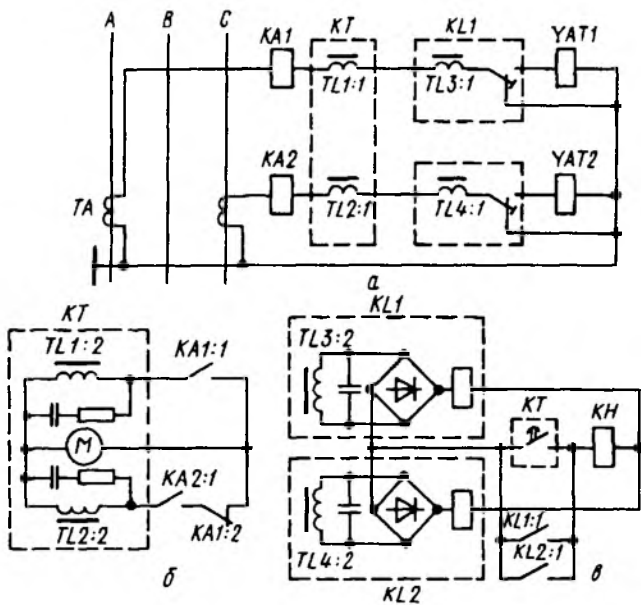 A B C
KA1 KT KL1 YAT1
TL1:1 TL3:1
KA2 YAT2
TA TL2:1 TL4:1
а
KT KL1
TL1:2 KA1:1 TL3:2
KT KH
M
KA2:1
TL2:2 KA1:2
KL1:1
KL2:1
TL4:2
б KL2 в